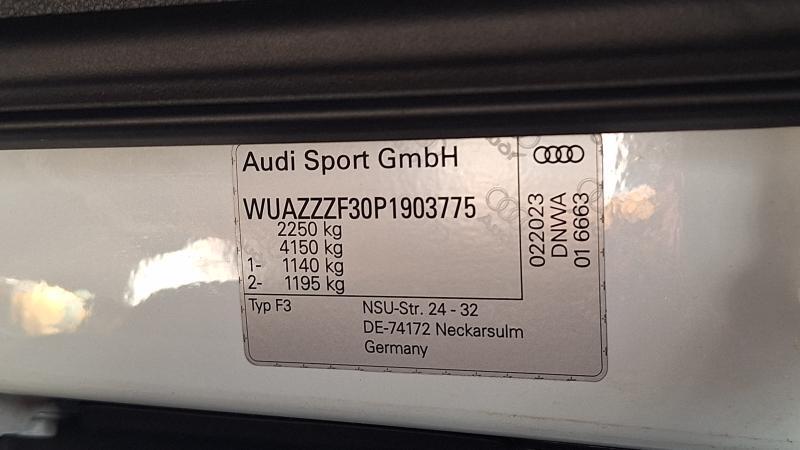 Audi Sport GmbH
WUAZZZF30P1903775
2250 kg
4150 kg
1- 1140 kg
2- 1195 kg
Typ F3
NSU-Str. 24 - 32
DE-74172 Neckarsulm
Germany
022023
DNWA
01 6663